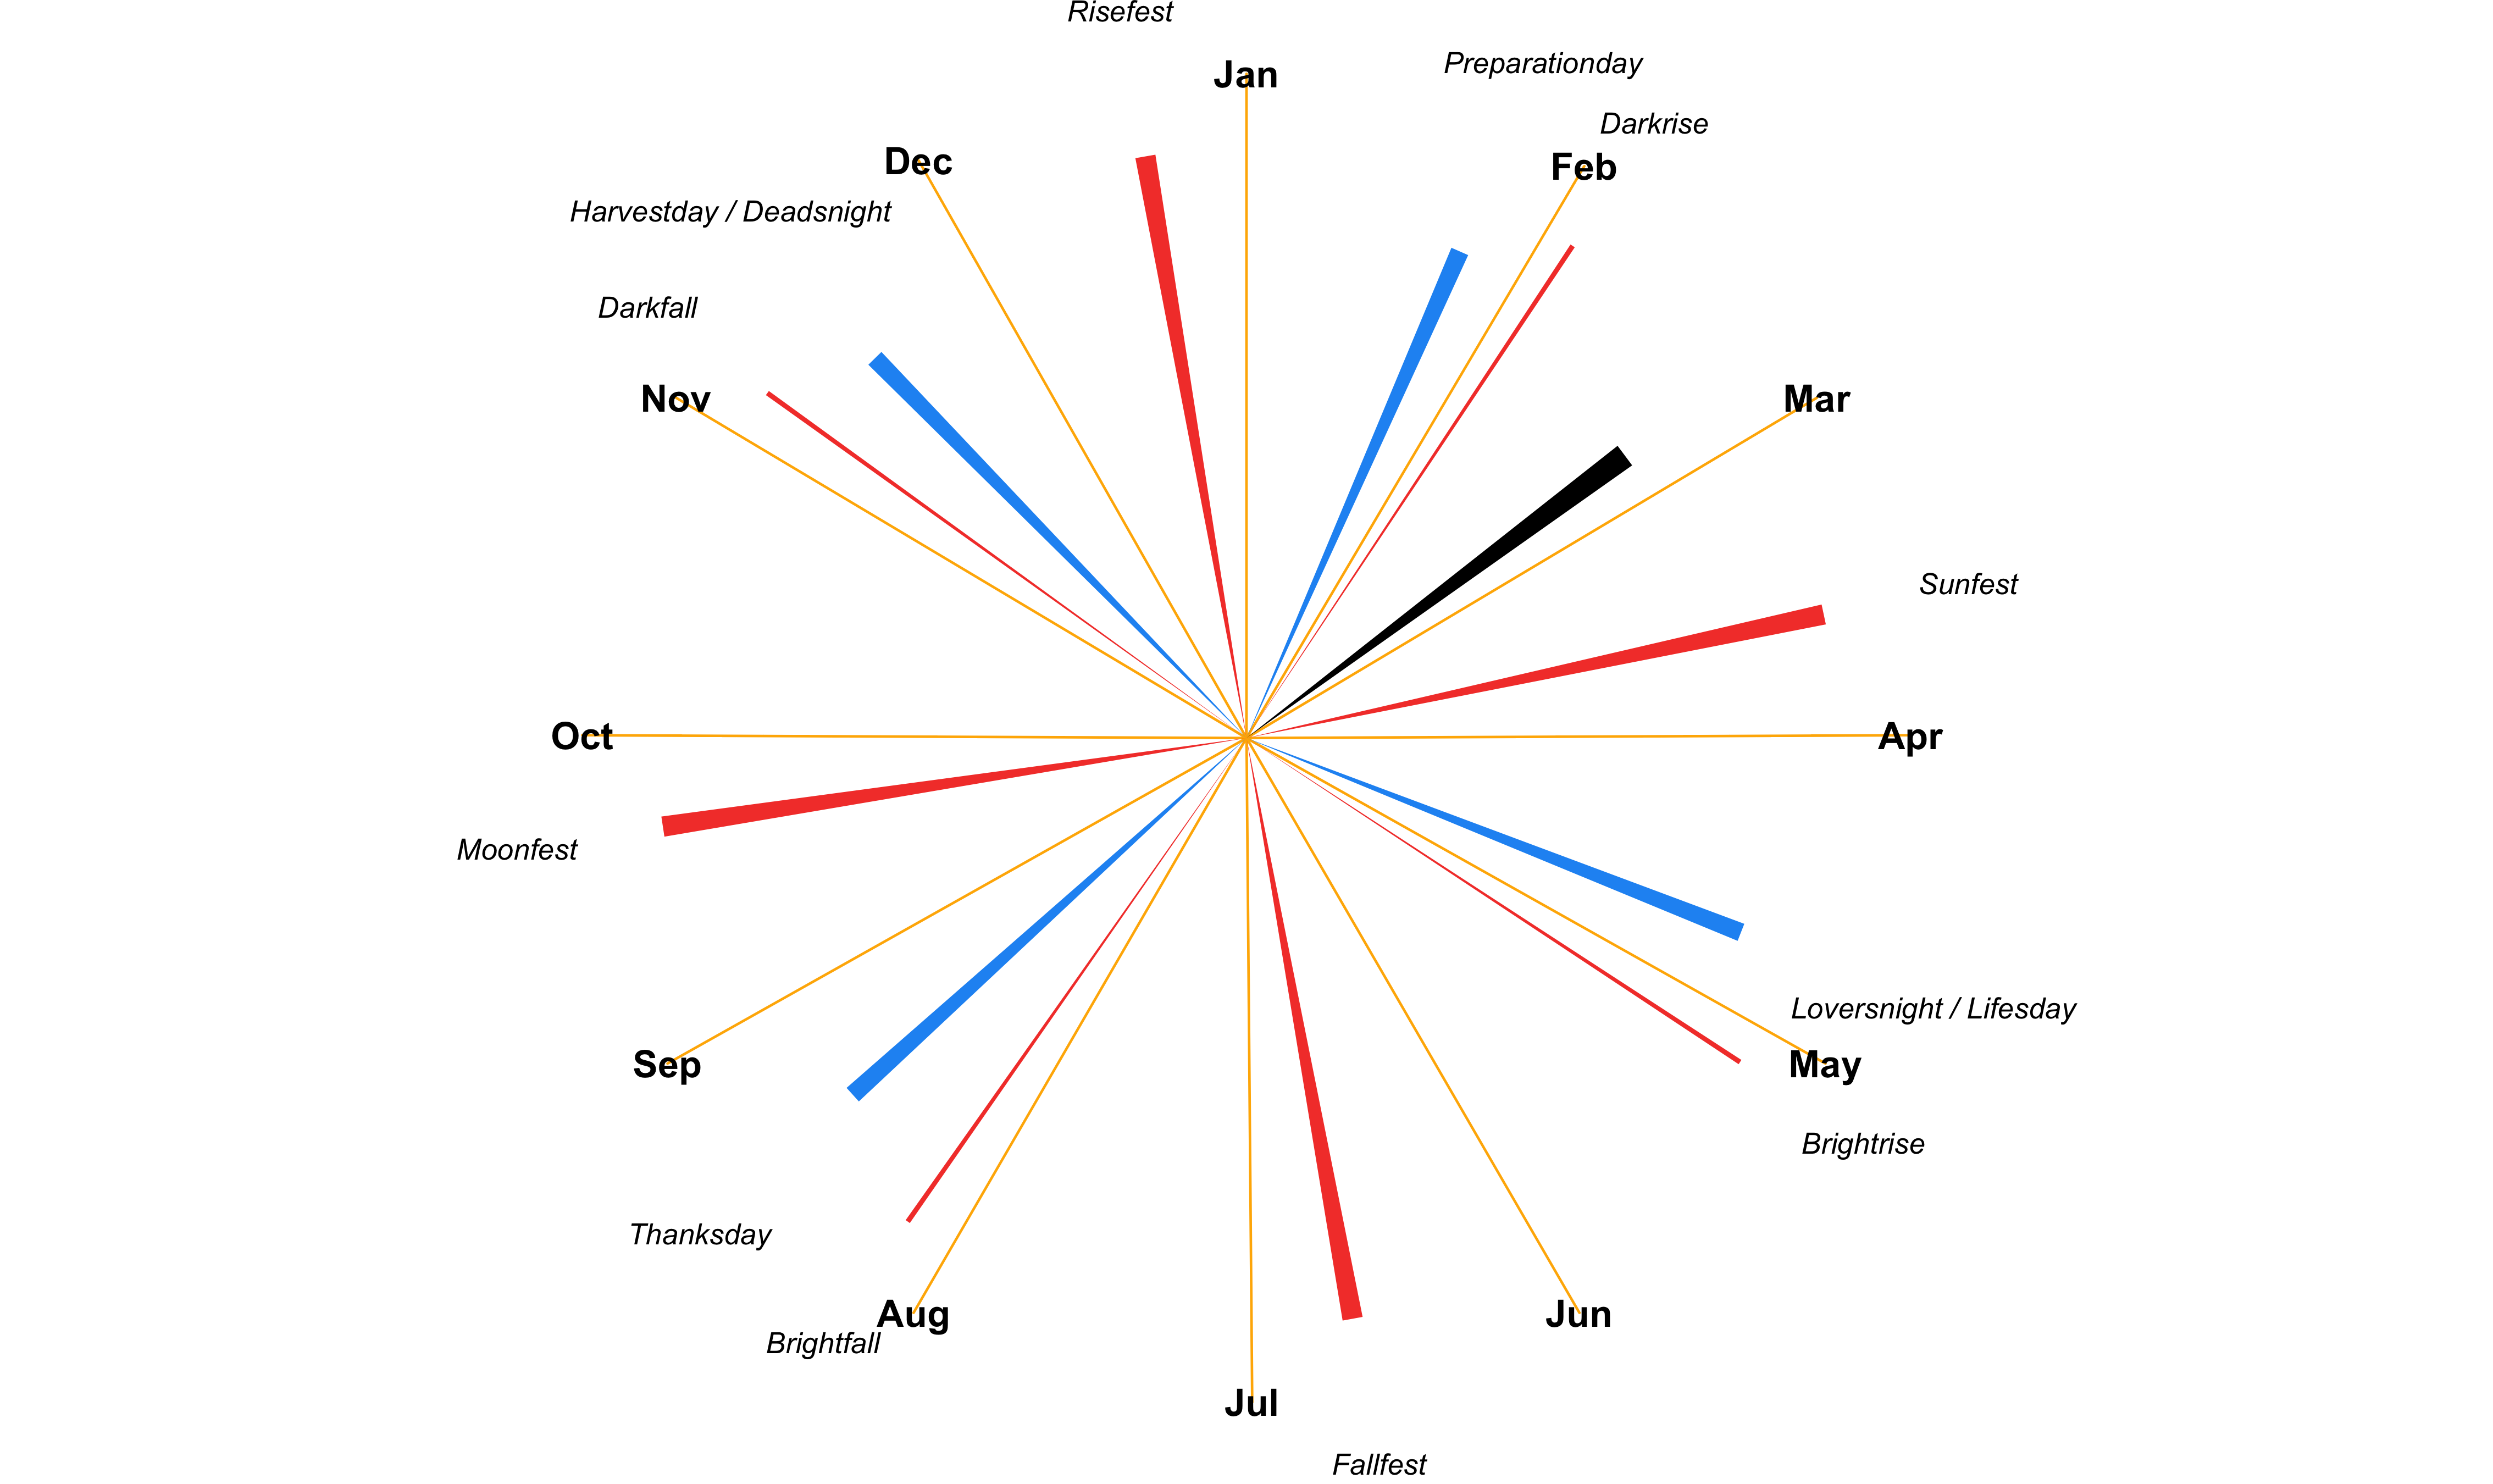 Risefest
Preparationday
Jan
Darkrise
Dec
Feb
Harvestday / Deadsnight
Darkfall
Nov
Mar
Sunfest
Oct
Apr
Moonfest
Loversnight / Lifesday
Sep
May
Brightrise
Thanksday
Aug
Jun
Brightfall
Jul
Fallfest